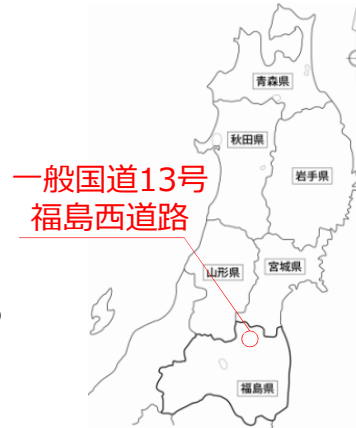 青森県
秋田県
岩手県
一般国道13号
福島西道路
山形県
宮城県
福島県